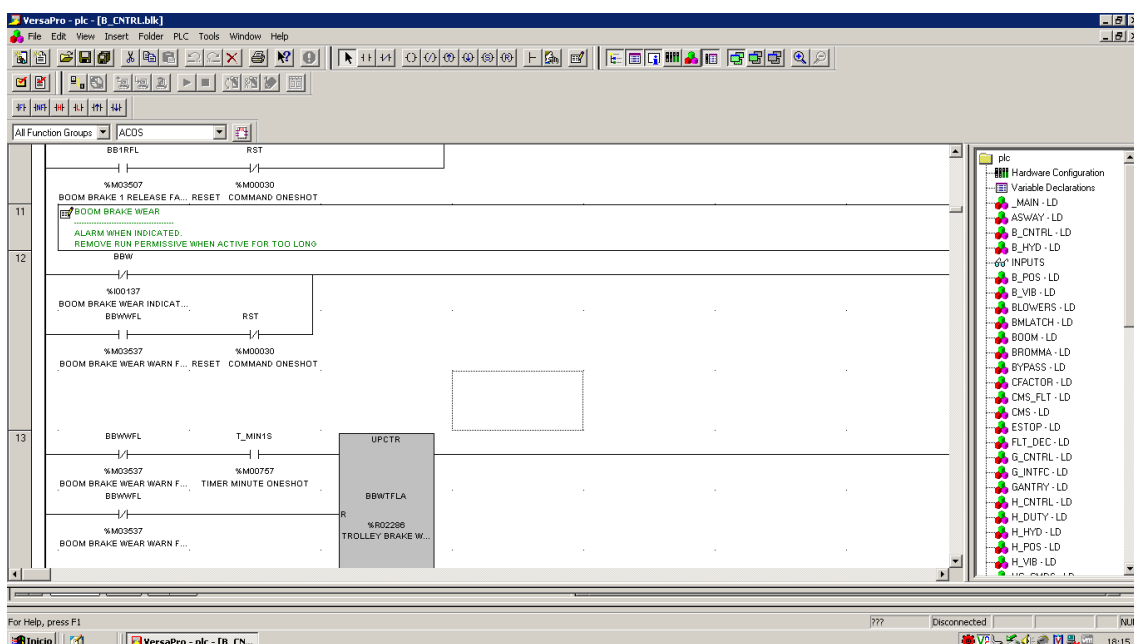 VersaPro - plc - [B_CNTRL.blk]
File Edit View Insert Folder PLC Tools Window Help
All Function Groups ACOS
BB1RFL RST
%M03507 %M00030
BOOM BRAKE 1 RELEASE FA... RESET COMMAND ONESHOT
11
BOOM BRAKE WEAR
----------------------------------
ALARM WHEN INDICATED.
REMOVE RUN PERMISSIVE WHEN ACTIVE FOR TOO LONG
12
BBW
%I00137
BOOM BRAKE WEAR INDICAT...
BBWWFL RST
%M03537 %M00030
BOOM BRAKE WEAR WARN F... RESET COMMAND ONESHOT
13
BBWWFL T_MIN1S UPCTR
%M03537 %M00757
BOOM BRAKE WEAR WARN F... TIMER MINUTE ONESHOT
BBWWFL BBWTFLA
R
%M03537 %R02286
BOOM BRAKE WEAR WARN F... TROLLEY BRAKE W...
plc
Hardware Configuration
Variable Declarations
_MAIN - LD
ASWAY - LD
B_CNTRL - LD
B_HYD - LD
INPUTS
B_POS - LD
B_VIB - LD
BLOWERS - LD
BMLATCH - LD
BOOM - LD
BROMMA - LD
BYPASS - LD
CFACTOR - LD
CMS_FLT - LD
CMS - LD
ESTOP - LD
FLT_DEC - LD
G_CNTRL - LD
G_INTFC - LD
GANTRY - LD
H_CNTRL - LD
H_DUTY - LD
H_HYD - LD
H_POS - LD
H_VIB - LD
For Help, press F1 ??? Disconnected NU
Inicio VersaPro - plc - [B_CN... 18:15